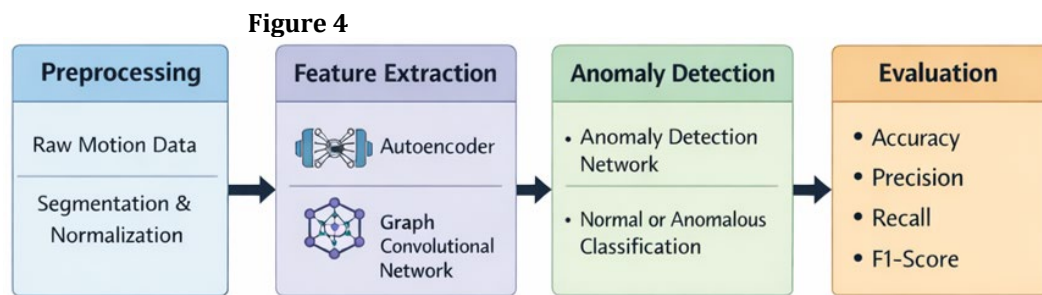 Figure 4
Preprocessing
Raw Motion Data
Segmentation &
Normalization
Feature Extraction
Autoencoder
Graph
Convolutional
Network
Anomaly Detection
• Anomaly Detection
Network
• Normal or Anomalous
Classification
Evaluation
• Accuracy
• Precision
• Recall
• F1-Score